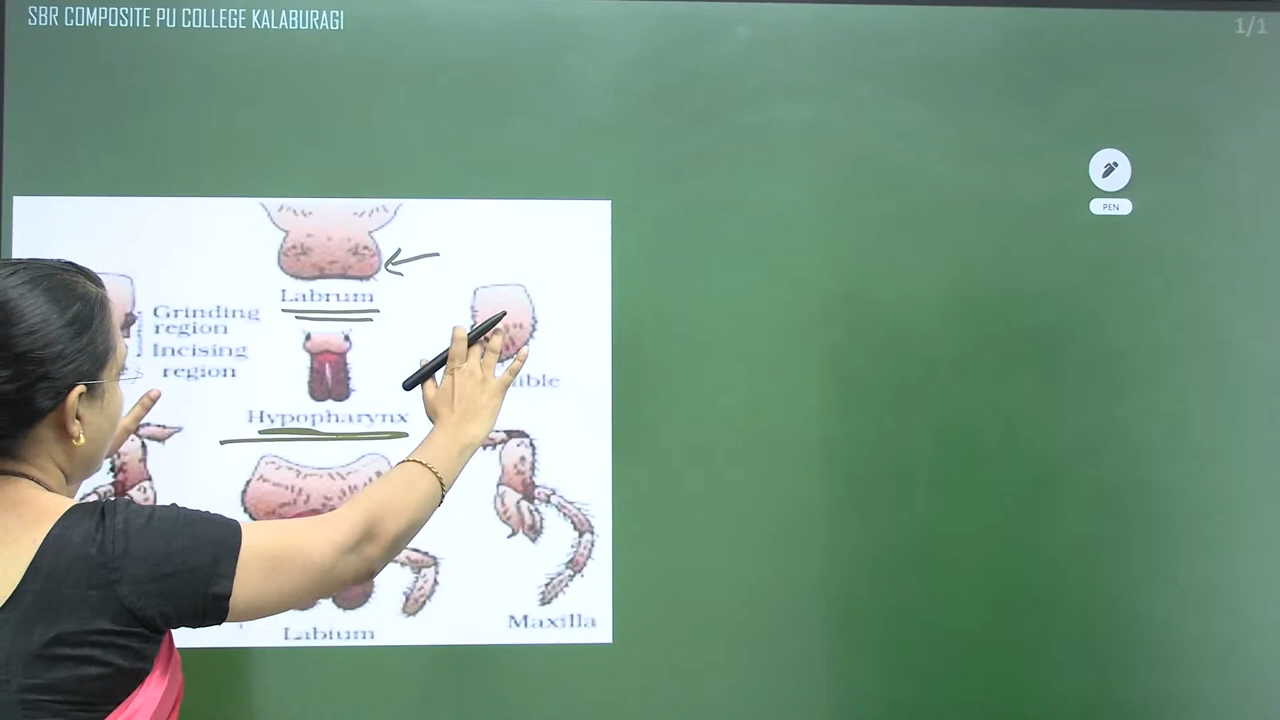 SBR COMPOSITE PU COLLEGE KALABURAGI
1/1
PEN
Labrum
Grinding
region
Incising
region
Hypopharynx
Labium
Maxilla